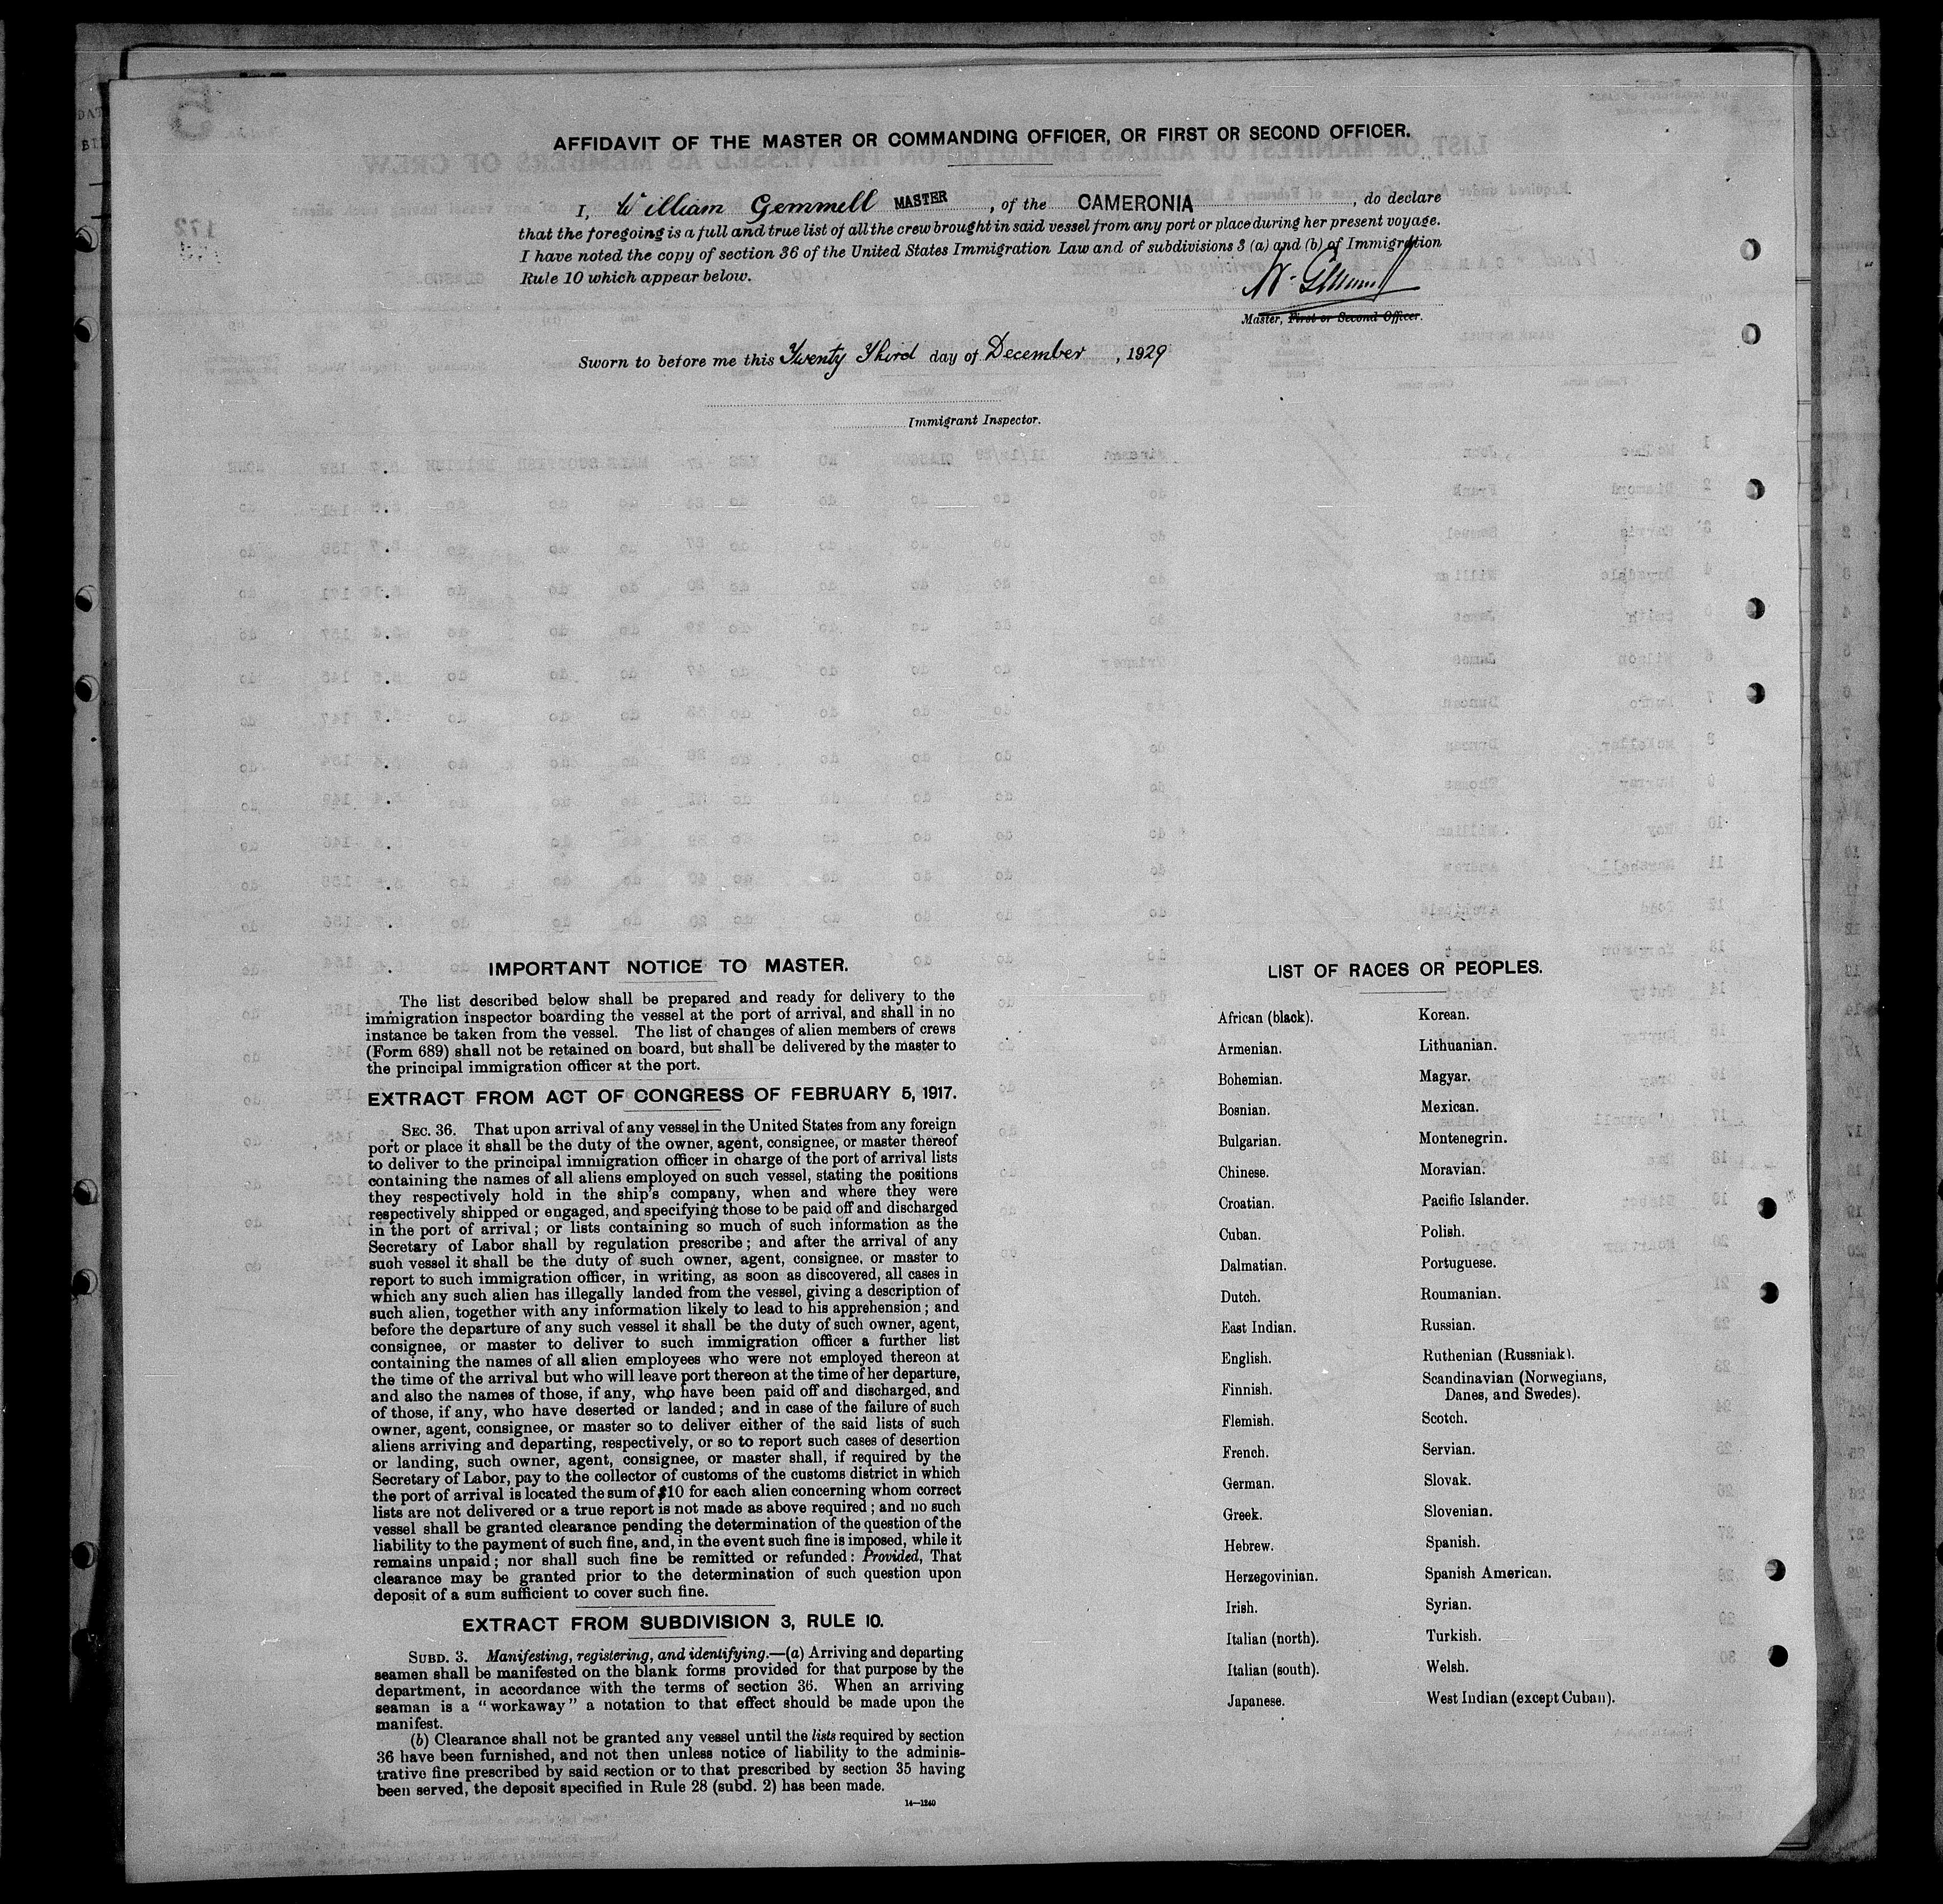 AFFIDAVIT OF THE MASTER OR COMMANDING OFFICER, OR FIRST OR SECOND OFFICER.
I, William Gemmell MASTER, of the CAMERONIA, do declare
that the foregoing is a full and true list of all the crew brought in said vessel from any port or place during her present voyage.
I have noted the copy of section 36 of the United States Immigration Law and of subdivisions 3 (a) and (b) of Immigration
Rule 10 which appear below.
Master, First or Second Officer.
Sworn to before me this Twenty Third day of December, 1929
Immigrant Inspector.
IMPORTANT NOTICE TO MASTER.
The list described below shall be prepared and ready for delivery to the
immigration inspector boarding the vessel at the port of arrival, and shall in no
instance be taken from the vessel. The list of changes of alien members of crews
(Form 689) shall not be retained on board, but shall be delivered by the master to
the principal immigration officer at the port.
EXTRACT FROM ACT OF CONGRESS OF FEBRUARY 5, 1917.
SEC. 36. That upon arrival of any vessel in the United States from any foreign
port or place it shall be the duty of the owner, agent, consignee, or master thereof
to deliver to the principal immigration officer in charge of the port of arrival lists
containing the names of all aliens employed on such vessel, stating the positions
they respectively hold in the ship's company, when and where they were
respectively shipped or engaged, and specifying those to be paid off and discharged
in the port of arrival; or lists containing so much of such information as the
Secretary of Labor shall by regulation prescribe; and after the arrival of any
such vessel it shall be the duty of such owner, agent, consignee, or master to
report to such immigration officer, in writing, as soon as discovered, all cases in
which any such alien has illegally landed from the vessel, giving a description of
such alien, together with any information likely to lead to his apprehension; and
before the departure of any such vessel it shall be the duty of such owner, agent,
consignee, or master to deliver to such immigration officer a further list
containing the names of all alien employees who were not employed thereon at
the time of the arrival but who will leave port thereon at the time of her departure,
and also the names of those, if any, who have been paid off and discharged, and
of those, if any, who have deserted or landed; and in case of the failure of such
owner, agent, consignee, or master so to deliver either of the said lists of such
aliens arriving and departing, respectively, or so to report such cases of desertion
or landing, such owner, agent, consignee, or master shall, if required by the
Secretary of Labor, pay to the collector of customs of the customs district in which
the port of arrival is located the sum of $10 for each alien concerning whom correct
lists are not delivered or a true report is not made as above required; and no such
vessel shall be granted clearance pending the determination of the question of the
liability to the payment of such fine, and, in the event such fine is imposed, while it
remains unpaid; nor shall such fine be remitted or refunded: Provided, That
clearance may be granted prior to the determination of such question upon
deposit of a sum sufficient to cover such fine.
EXTRACT FROM SUBDIVISION 3, RULE 10.
SUBD. 3. Manifesting, registering, and identifying.—(a) Arriving and departing
seamen shall be manifested on the blank forms provided for that purpose by the
department, in accordance with the terms of section 36. When an arriving
seaman is a "workaway" a notation to that effect should be made upon the
manifest.
(b) Clearance shall not be granted any vessel until the lists required by section
36 have been furnished, and not then unless notice of liability to the adminis-
trative fine prescribed by said section or to that prescribed by section 35 having
been served, the deposit specified in Rule 28 (subd. 2) has been made.
14—1240
LIST OF RACES OR PEOPLES.
African (black).
Armenian.
Bohemian.
Bosnian.
Bulgarian.
Chinese.
Croatian.
Cuban.
Dalmatian.
Dutch.
East Indian.
English.
Finnish.
Flemish.
French.
German.
Greek.
Hebrew.
Herzegovinian.
Irish.
Italian (north).
Italian (south).
Japanese.
Korean.
Lithuanian.
Magyar.
Mexican.
Montenegrin.
Moravian.
Pacific Islander.
Polish.
Portuguese.
Roumanian.
Russian.
Ruthenian (Russniak).
Scandinavian (Norwegians,
Danes, and Swedes).
Scotch.
Servian.
Slovak.
Slovenian.
Spanish.
Spanish American.
Syrian.
Turkish.
Welsh.
West Indian (except Cuban).